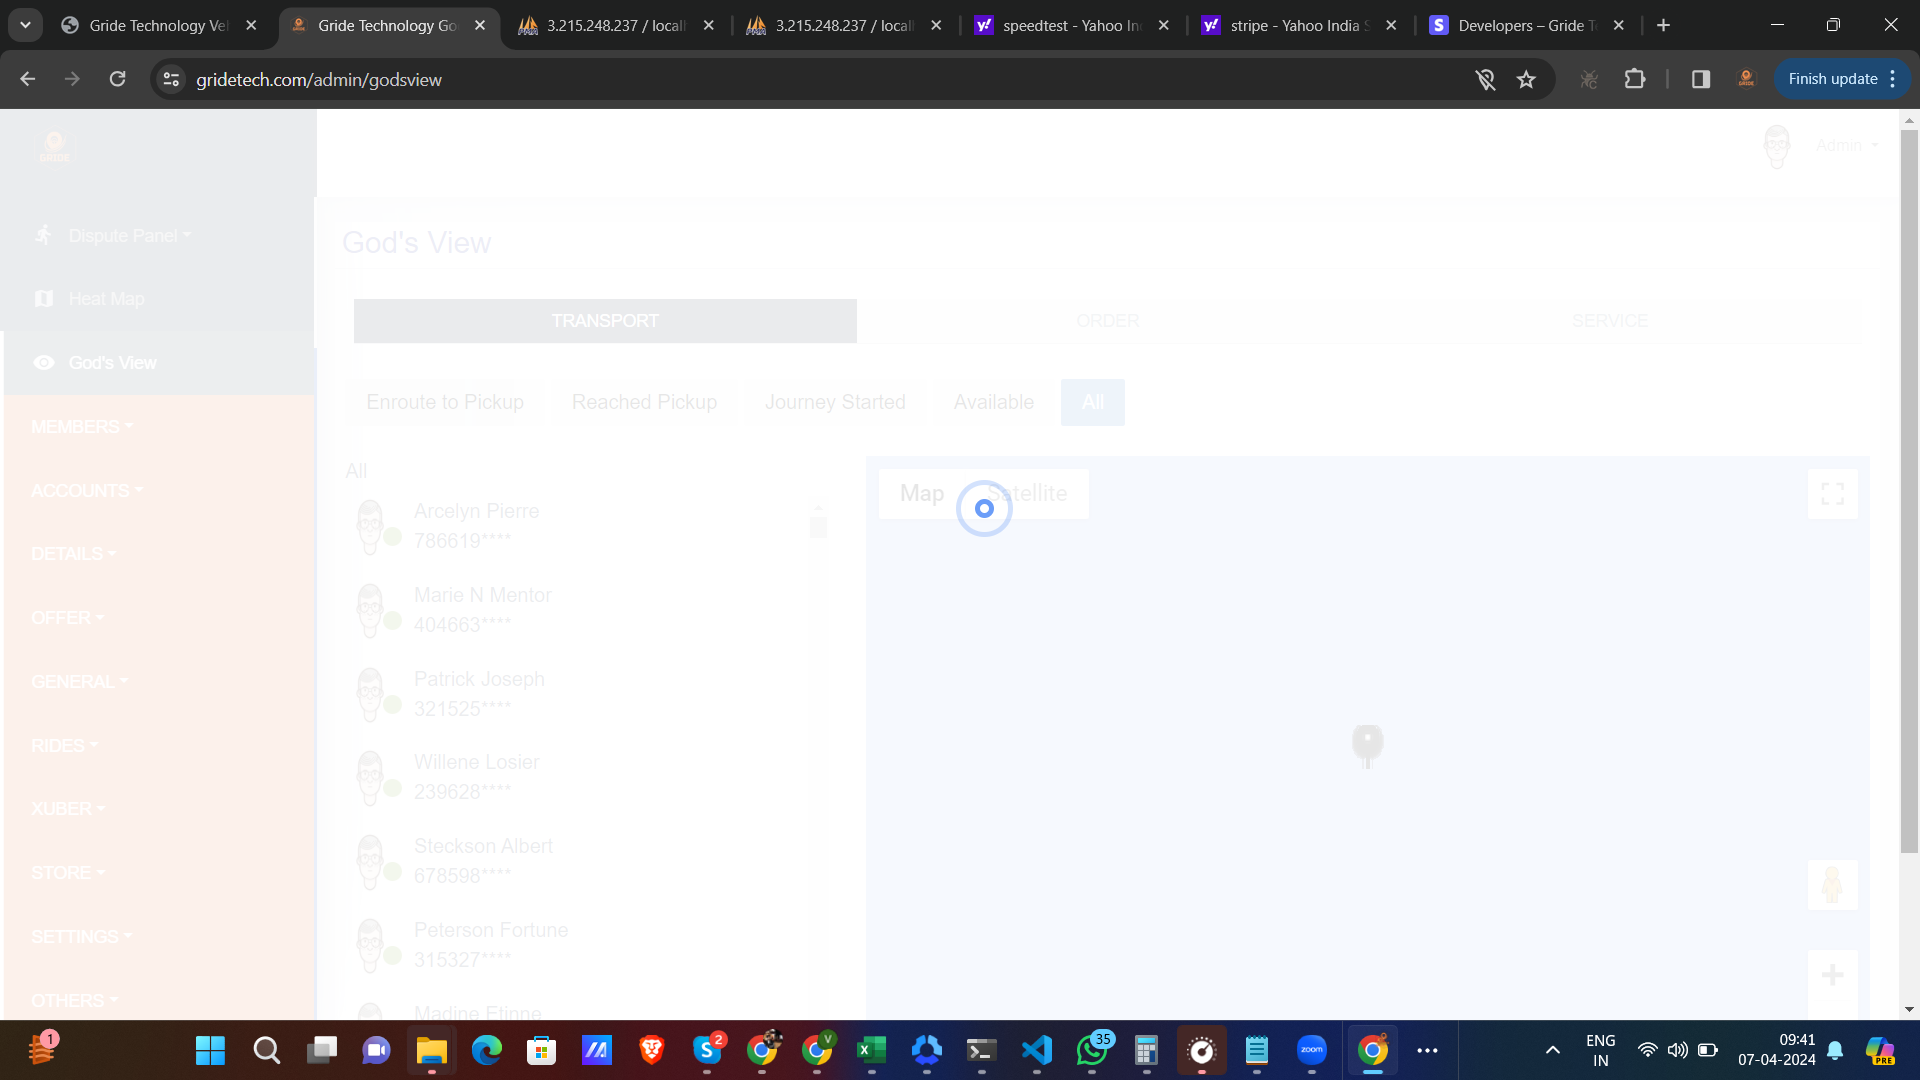 Gride Technology Vel
Gride Technology Go
3.215.248.237 / locall
3.215.248.237 / locall
speedtest - Yahoo In
stripe - Yahoo India S
Developers – Gride Te
gridetech.com/admin/godsview
Finish update
GRIDE
Admin
Dispute Panel
Heat Map
God's View
MEMBERS
ACCOUNTS
DETAILS
OFFER
GENERAL
RIDES
XUBER
STORE
SETTINGS
OTHERS
God's View
TRANSPORT
ORDER
SERVICE
Enroute to Pickup
Reached Pickup
Journey Started
Available
All
All
Arcelyn Pierre
786619****
Marie N Mentor
404663****
Patrick Joseph
321525****
Willene Losier
239628****
Steckson Albert
678598****
Peterson Fortune
315327****
Madine Etinne
Map
Satellite
1
2
V
35
zoom
ENG
IN
09:41
07-04-2024
PRE